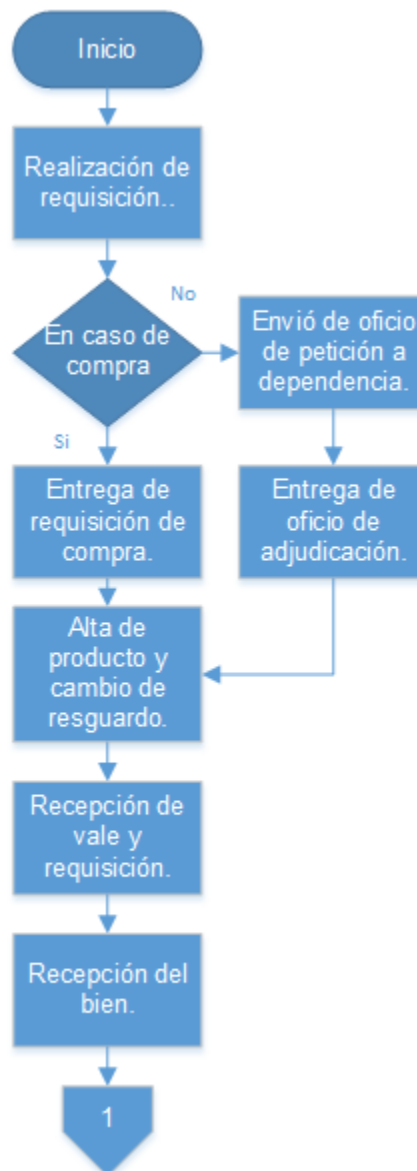 Inicio
Realización de
requisición..
No
En caso de
compra
Envió de oficio
de petición a
dependencia.
Si
Entrega de
requisición de
compra.
Entrega de
oficio de
adjudicación.
Alta de
producto y
cambio de
resguardo.
Recepción de
vale y
requisición.
Recepción del
bien.
1